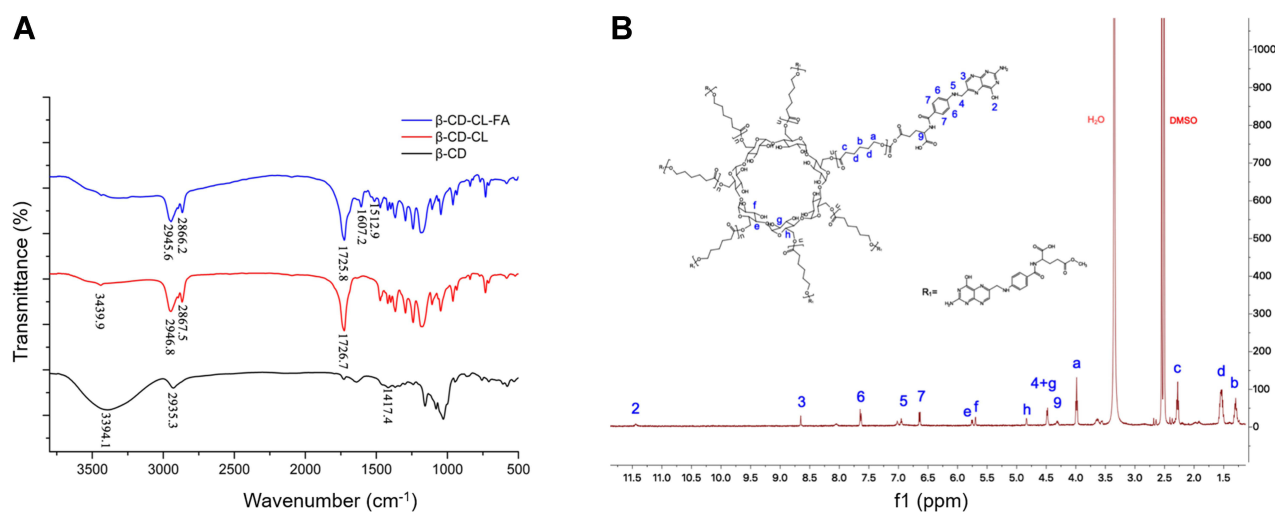 A
β-CD-CL-FA
β-CD-CL
β-CD
2945.6
2866.2
1725.8
1607.2
1512.9
3439.9
2946.8
2867.5
1726.7
3394.1
2935.3
1417.4
Transmittance (%)
3500 3000 2500 2000 1500 1000 500
Wavenumber (cm-1)
B
H2O
DMSO
R1=
2 3 6 5 7 e f h 4+g 9 a c d b
1000
900
800
700
600
500
400
300
200
100
0
11.5 11.0 10.5 10.0 9.5 9.0 8.5 8.0 7.5 7.0 6.5 6.0 5.5 5.0 4.5 4.0 3.5 3.0 2.5 2.0 1.5
f1 (ppm)